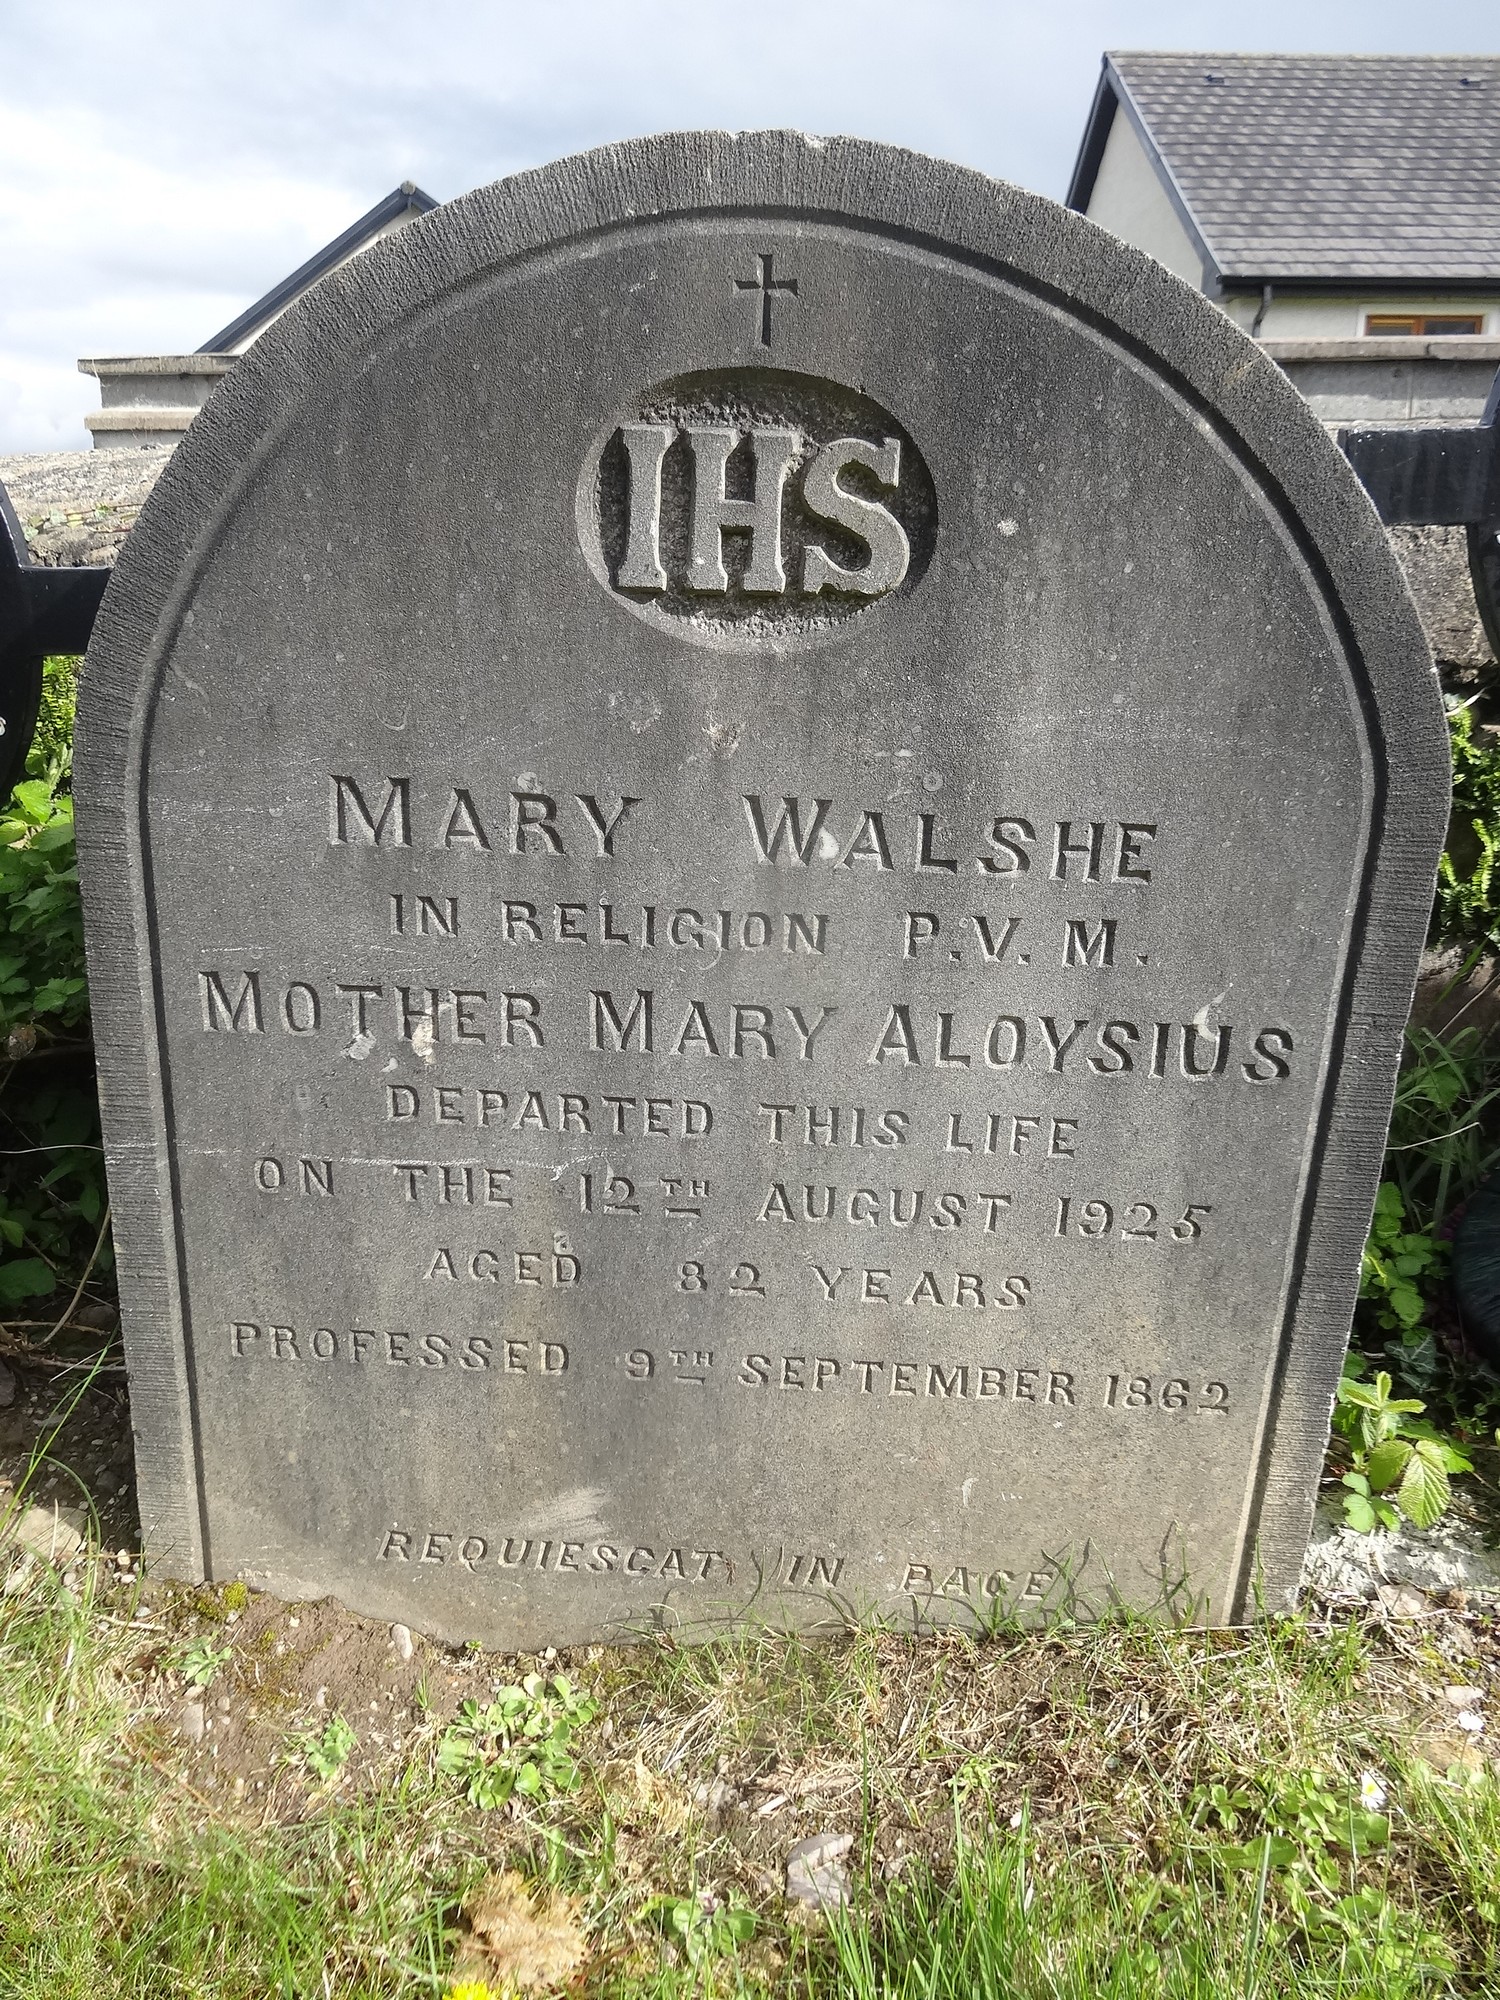 IHS
MARY WALSHE
IN RELIGION P.V.M.
MOTHER MARY ALOYSIUS
DEPARTED THIS LIFE
ON THE 12TH AUGUST 1925
AGED 82 YEARS
PROFESSED 9TH SEPTEMBER 1862
REQUIESCAT IN PACE